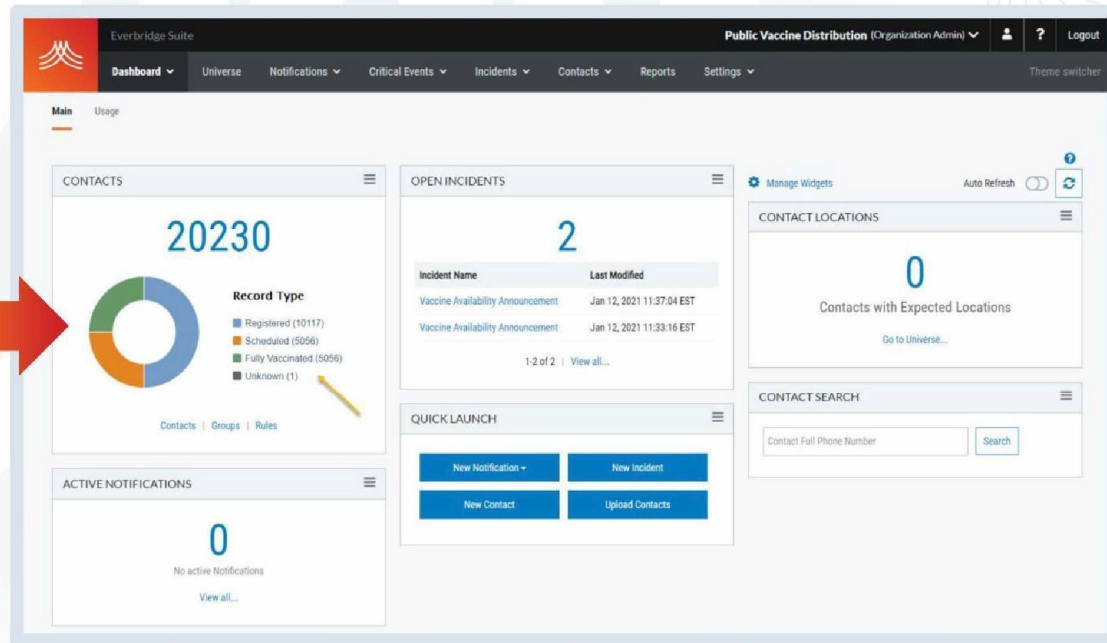 Everbridge Suite
Public Vaccine Distribution (Organization Admin)
?
Logout
Dashboard
Universe
Notifications
Critical Events
Incidents
Contacts
Reports
Settings
Theme switcher
Main
Usage
CONTACTS
20230
Record Type
Registered (10117)
Scheduled (5056)
Fully Vaccinated (5056)
Unknown (1)
Contacts | Groups | Rules
ACTIVE NOTIFICATIONS
0
No active Notifications
View all...
OPEN INCIDENTS
2
Incident Name Last Modified
Vaccine Availability Announcement Jan 12, 2021 11:37:04 EST
Vaccine Availability Announcement Jan 12, 2021 11:33:16 EST
1-2 of 2 | View all...
QUICK LAUNCH
New Notification
New Incident
New Contact
Upload Contacts
?
Manage Widgets
Auto Refresh
CONTACT LOCATIONS
0
Contacts with Expected Locations
Go to Universe...
CONTACT SEARCH
Contact Full Phone Number
Search